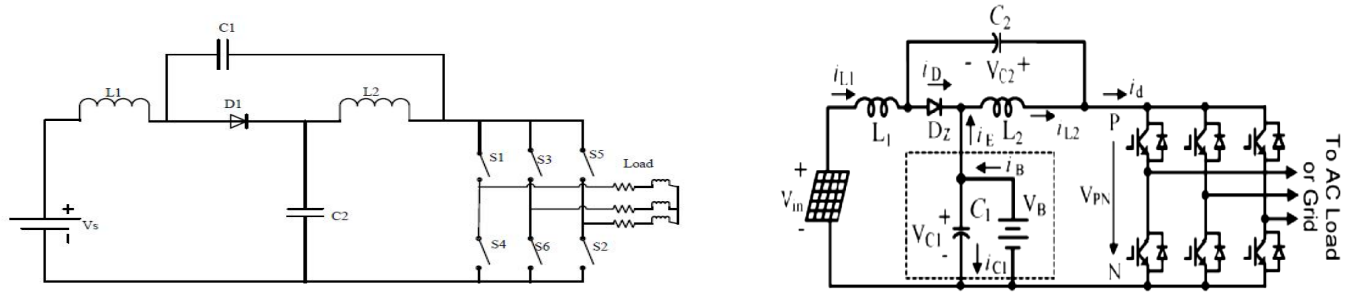 C1
L1
D1
L2
S1
S3
S5
Load
Vs
+
-
C2
S4
S6
S2
C2
- VC2 +
iL1
iD
id
L1
DZ
L2
iL2
P
iE
iB
+
Vin
-
VB
C1
+
VC1
-
iC1
VPN
N
To AC Load
or Grid